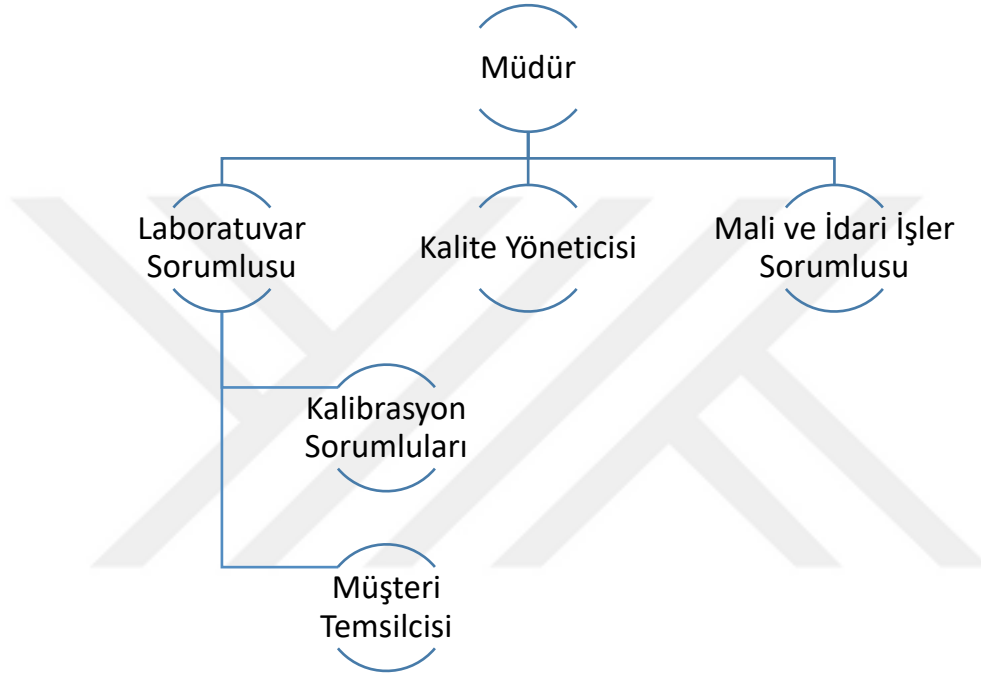 Müdür
Laboratuvar
Sorumlusu
Kalite Yöneticisi
Mali ve İdari İşler
Sorumlusu
Kalibrasyon
Sorumluları
Müşteri
Temsilcisi